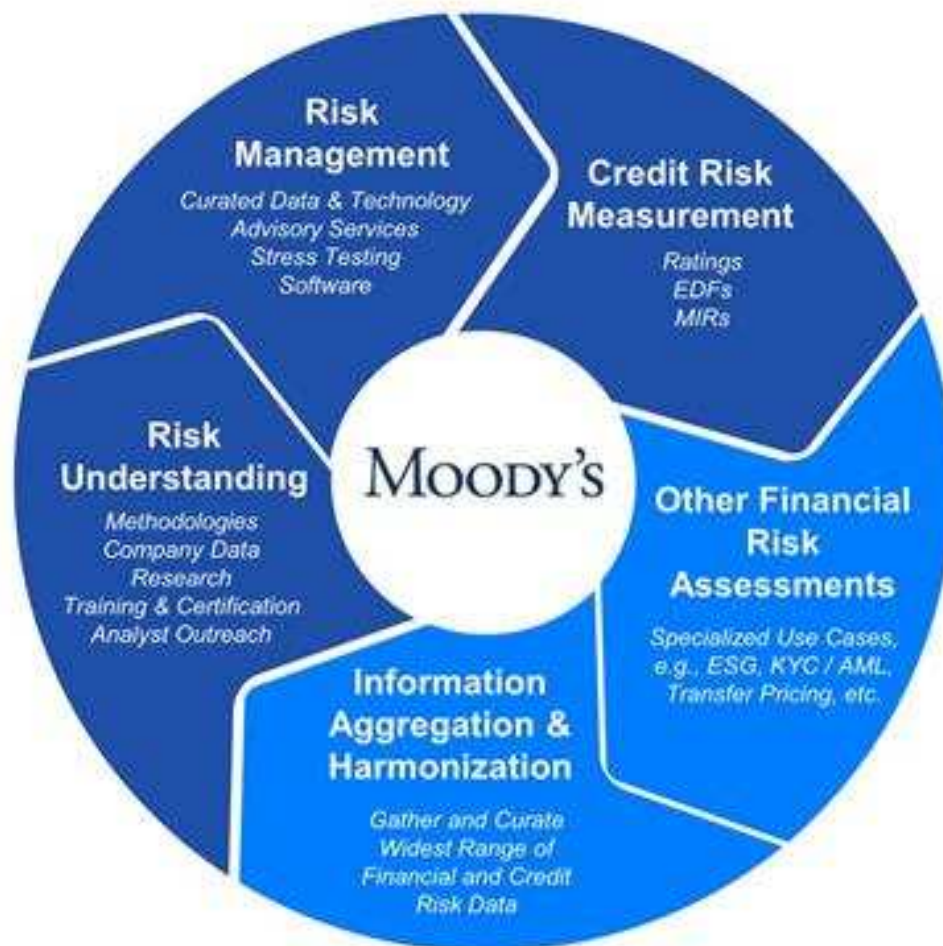 Risk
Management
Curated Data & Technology
Advisory Services
Stress Testing
Software
Credit Risk
Measurement
Ratings
EDFs
MIRs
Other Financial
Risk
Assessments
Specialized Use Cases,
e.g., ESG, KYC / AML,
Transfer Pricing, etc.
Information
Aggregation &
Harmonization
Gather and Curate
Widest Range of
Financial and Credit
Risk Data
Risk
Understanding
Methodologies
Company Data
Research
Training & Certification
Analyst Outreach
MOODY'S